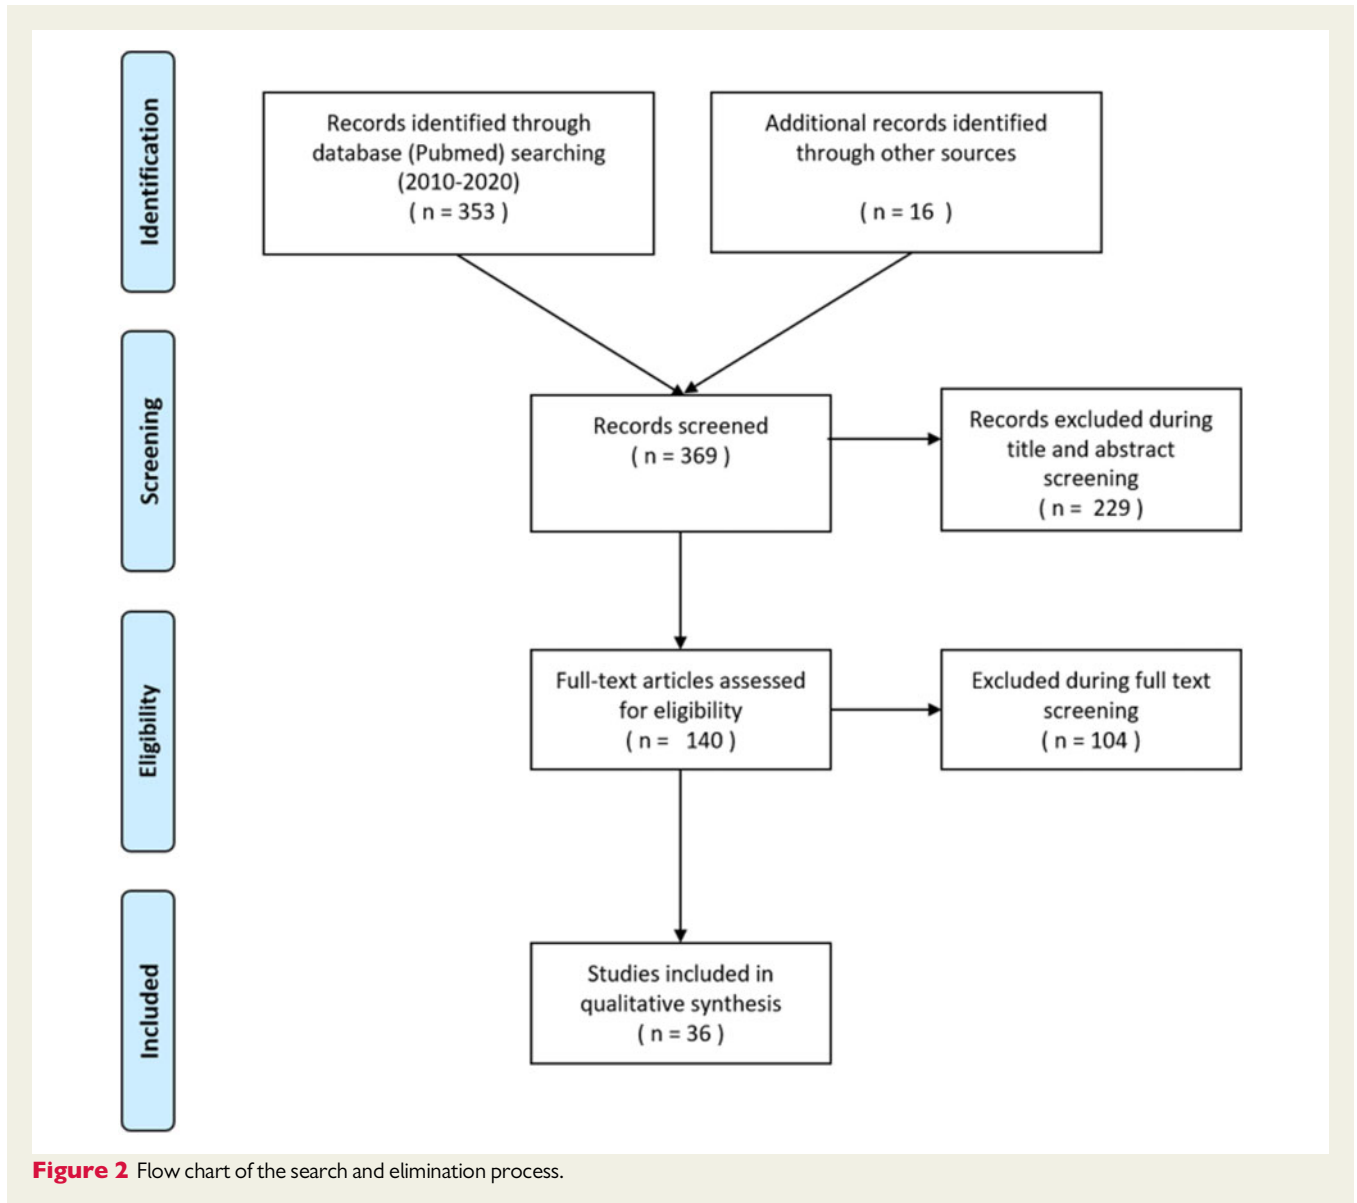 Identification
Records identified through
database (Pubmed) searching
(2010-2020)
( n = 353 )
Additional records identified
through other sources
( n = 16 )
Screening
Records screened
( n = 369 )
Records excluded during
title and abstract
screening
( n = 229 )
Eligibility
Full-text articles assessed
for eligibility
( n = 140 )
Excluded during full text
screening
( n = 104 )
Included
Studies included in
qualitative synthesis
( n = 36 )
Figure 2 Flow chart of the search and elimination process.